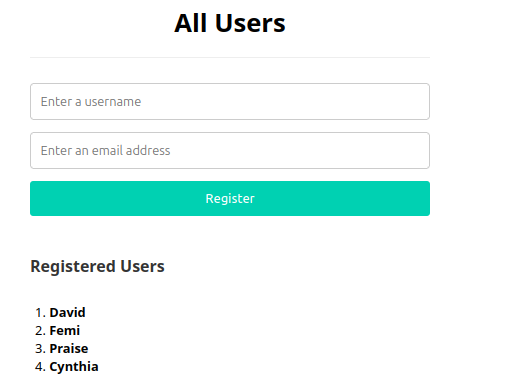 All Users
Enter a username
Enter an email address
Register
Registered Users
1. David
2. Femi
3. Praise
4. Cynthia